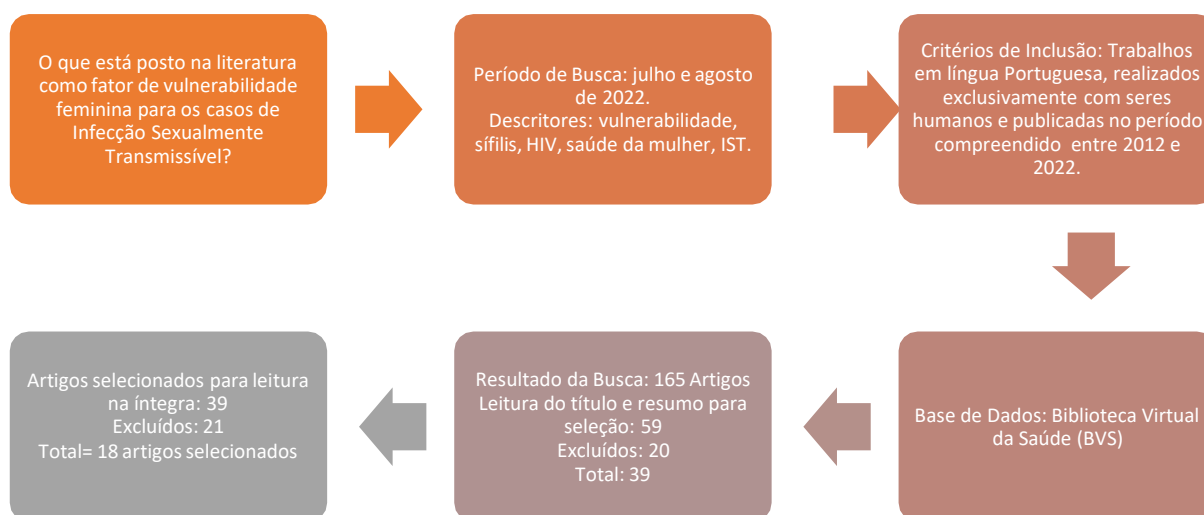 O que está posto na literatura
como fator de vulnerabilidade
feminina para os casos de
Infecção Sexualmente
Transmissível?
Período de Busca: julho e agosto
de 2022.
Descritores: vulnerabilidade,
sífilis, HIV, saúde da mulher, IST.
Critérios de Inclusão: Trabalhos
em língua Portuguesa, realizados
exclusivamente com seres
humanos e publicadas no período
compreendido entre 2012 e
2022.
Base de Dados: Biblioteca Virtual
da Saúde (BVS)
Resultado da Busca: 165 Artigos
Leitura do título e resumo para
seleção: 59
Excluídos: 20
Total: 39
Artigos selecionados para leitura
na íntegra: 39
Excluídos: 21
Total= 18 artigos selecionados